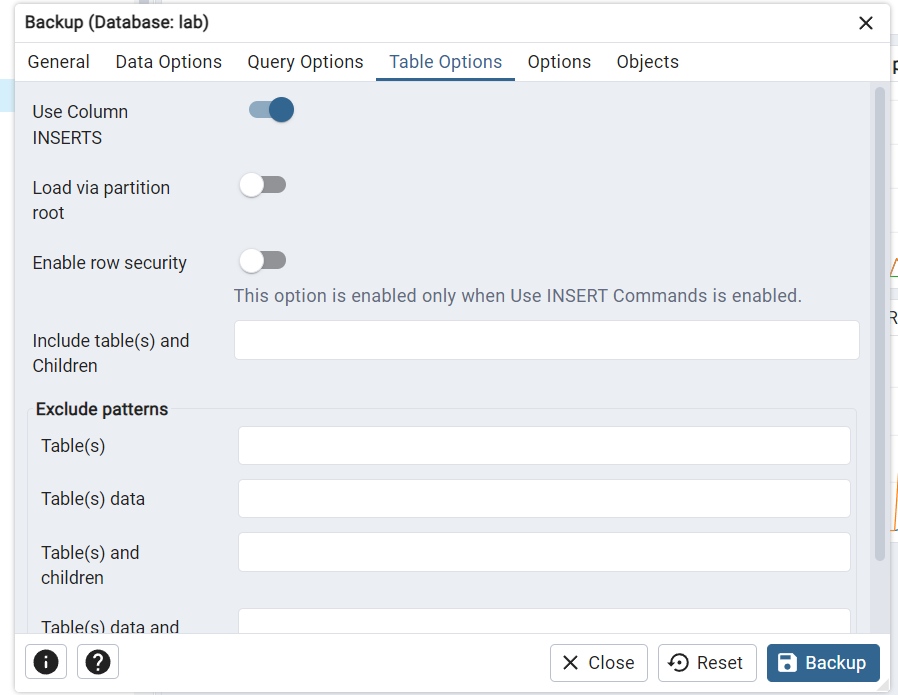 Backup (Database: lab)
General Data Options Query Options Table Options Options Objects
Use Column
INSERTS
Load via partition
root
Enable row security
This option is enabled only when Use INSERT Commands is enabled.
Include table(s) and
Children
Exclude patterns
Table(s)
Table(s) data
Table(s) and
children
Table(s) data and
Close Reset Backup